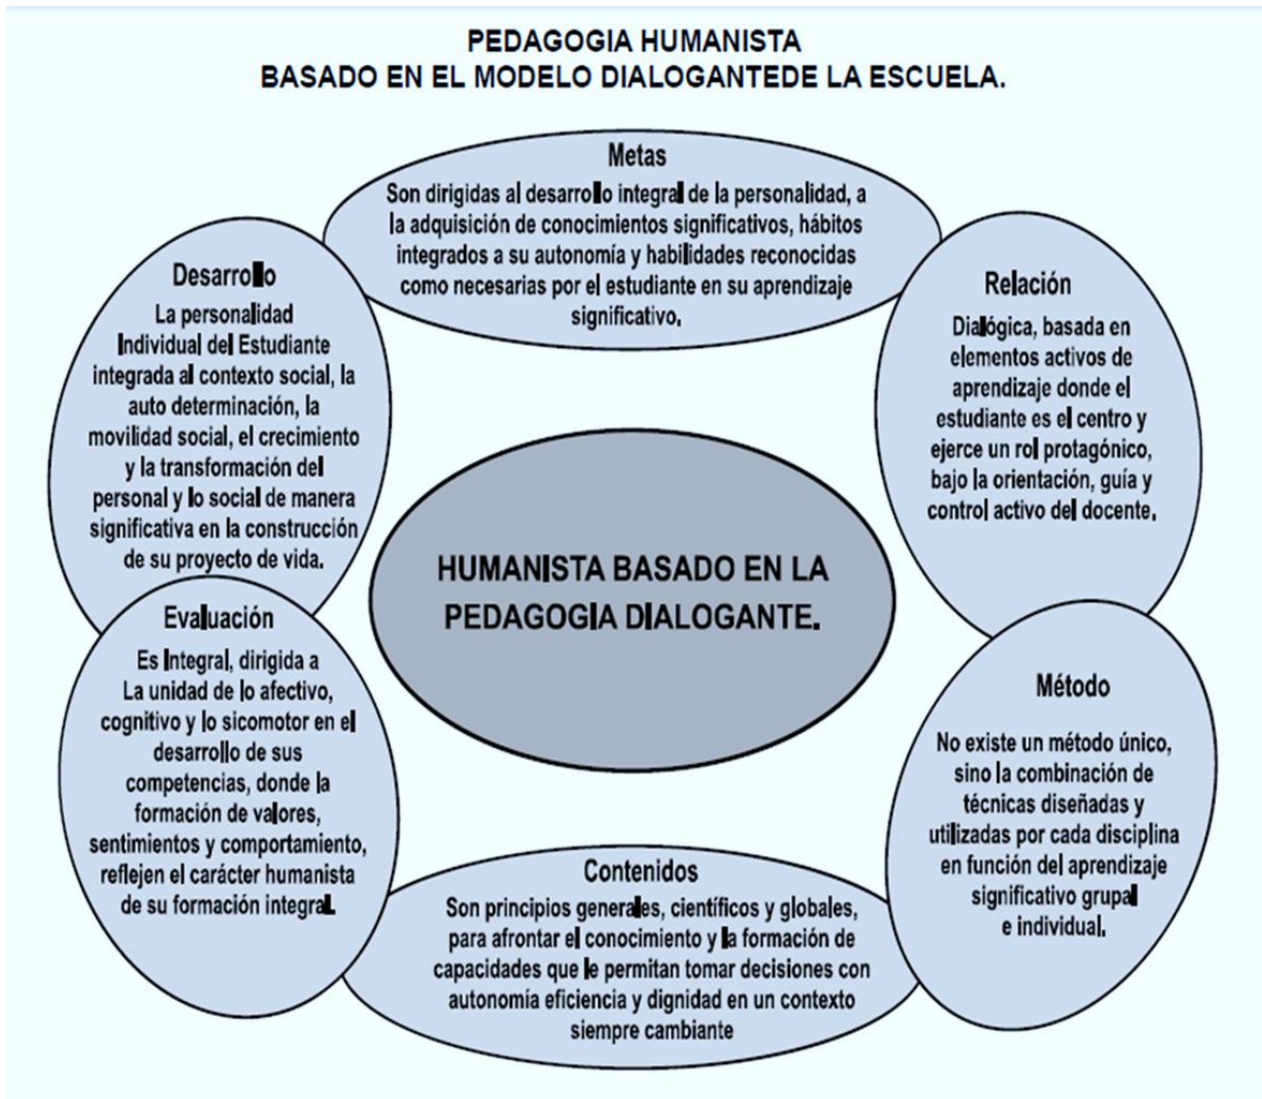 PEDAGOGIA HUMANISTA
BASADO EN EL MODELO DIALOGANTEDE LA ESCUELA.
Metas
Son dirigidas al desarrollo integral de la personalidad, a
la adquisición de conocimientos significativos, hábitos
integrados a su autonomía y habilidades reconocidas
como necesarias por el estudiante en su aprendizaje
significativo.
Desarrollo
La personalidad
Individual del Estudiante
integrada al contexto social, la
auto determinación, la
movilidad social, el crecimiento
y la transformación del
personal y lo social de manera
significativa en la construcción
de su proyecto de vida.
Relación
Dialógica, basada en
elementos activos de
aprendizaje donde el
estudiante es el centro y
ejerce un rol protagónico,
bajo la orientación, guía y
control activo del docente.
HUMANISTA BASADO EN LA
PEDAGOGIA DIALOGANTE.
Evaluación
Es Integral, dirigida a
La unidad de lo afectivo,
cognitivo y lo sicomotor en el
desarrollo de sus
competencias, donde la
formación de valores,
sentimientos y comportamiento,
reflejen el carácter humanista
de su formación integral.
Método
No existe un método único,
sino la combinación de
técnicas diseñadas y
utilizadas por cada disciplina
en función del aprendizaje
significativo grupal
e individual.
Contenidos
Son principios generales, científicos y globales,
para afrontar el conocimiento y la formación de
capacidades que le permitan tomar decisiones con
autonomía eficiencia y dignidad en un contexto
siempre cambiante